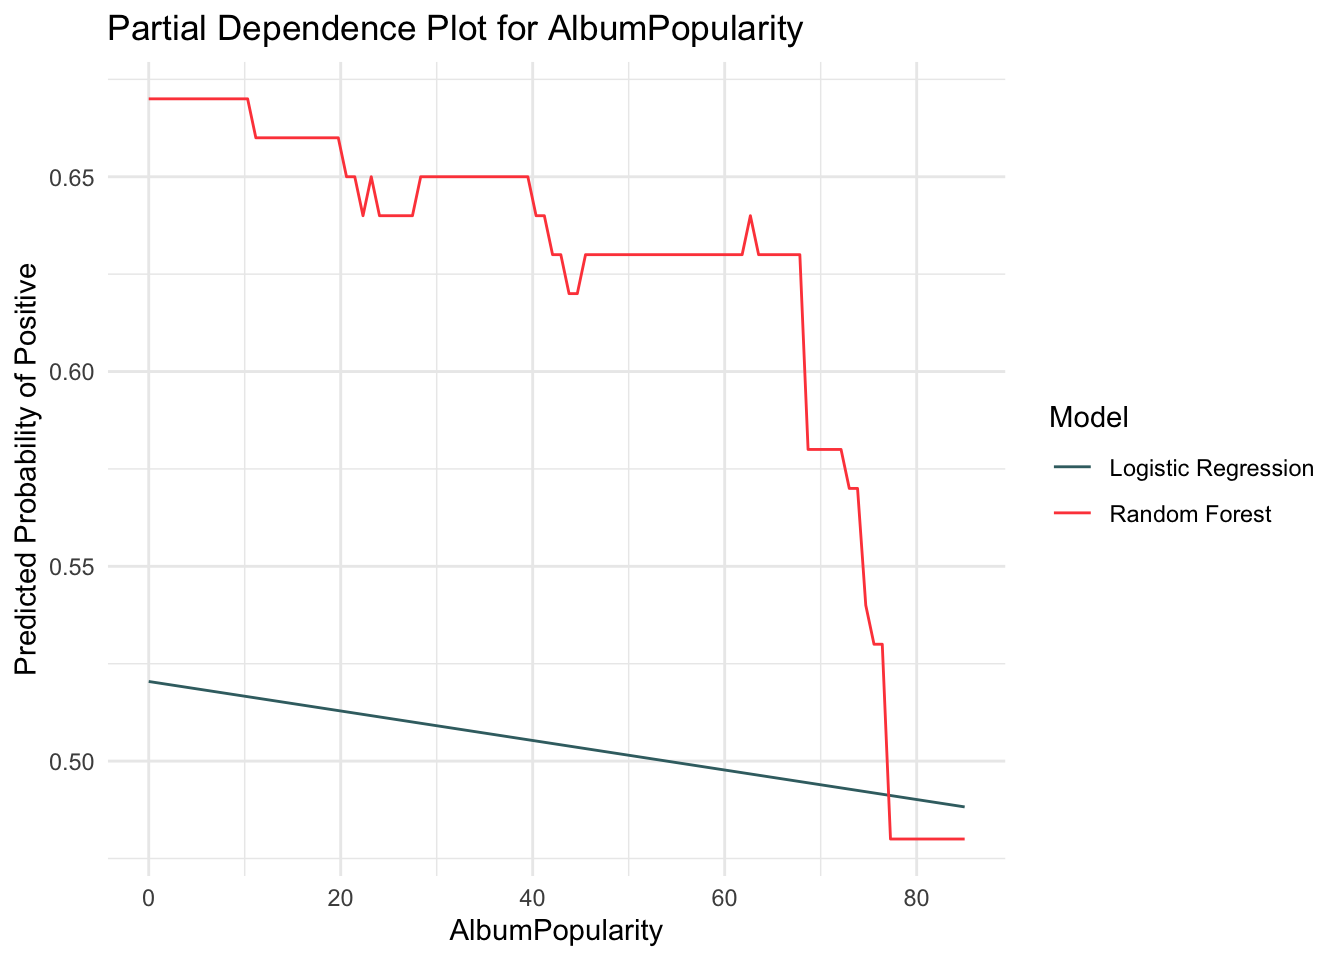 Partial Dependence Plot for AlbumPopularity
Predicted Probability of Positive
0.65
0.60
0.55
0.50
0 20 40 60 80
AlbumPopularity
Model
Logistic Regression
Random Forest